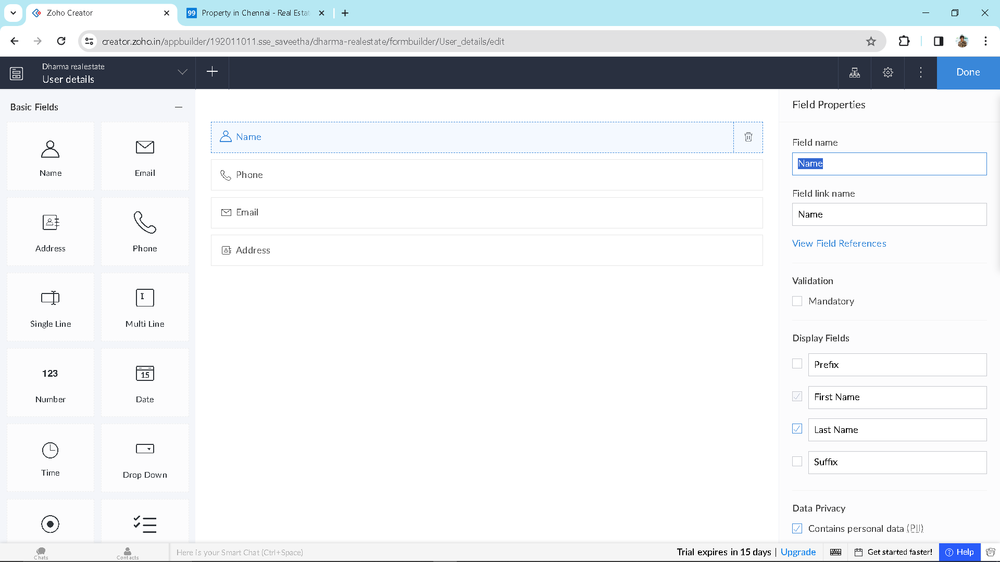 Zoho Creator
99 Property in Chennai - Real Estat
creator.zoho.in/appbuilder/192011011.sse_saveetha/dharma-realestate/formbuilder/User_details/edit
Dharma realestate
User details
Done
Basic Fields
Name
Email
Address
Phone
Single Line
Multi Line
123
Number
15
Date
Time
Drop Down
Name
Phone
Email
Address
Field Properties
Field name
Name
Field link name
Name
View Field References
Validation
Mandatory
Display Fields
Prefix
First Name
Last Name
Suffix
Data Privacy
Contains personal data (PII)
Chats
Contacts
Here is your Smart Chat (Ctrl+Space)
Trial expires in 15 days | Upgrade
Get started faster!
Help